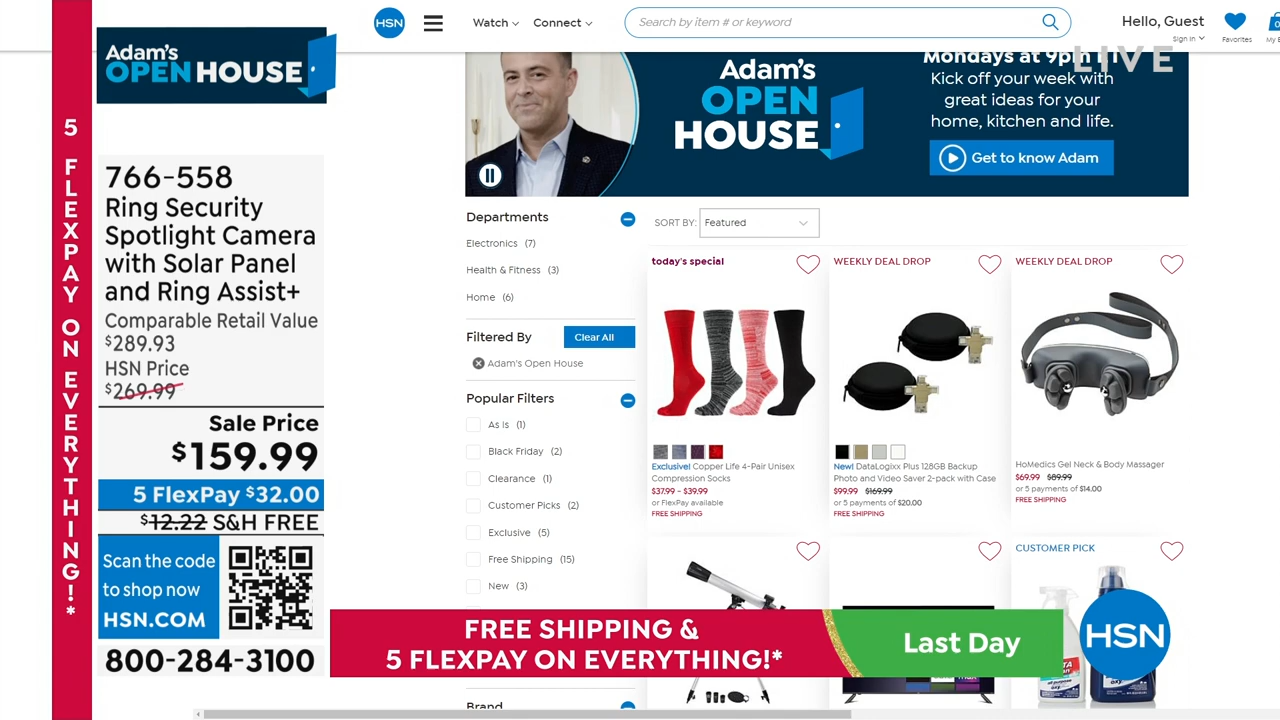 5 FLEXPAY ON EVERYTHING!*
Adam's
OPEN HOUSE
766-558
Ring Security
Spotlight Camera
with Solar Panel
and Ring Assist+
Comparable Retail Value
$289.93
HSN Price
$269.99
Sale Price
$159.99
5 FlexPay $32.00
$12.22 S&H FREE
Scan the code
to shop now
HSN.COM
800-284-3100
HSN
Watch
Connect
Search by item # or keyword
Hello, Guest
Sign In
Favorites
0
LIVE
Adam's
OPEN
HOUSE
Mondays at 9pm
Kick off your week with
great ideas for your
home, kitchen and life.
Get to know Adam
Departments
Electronics (7)
Health & Fitness (3)
Home (6)
Filtered By
Clear All
Adam's Open House
Popular Filters
As Is (1)
Black Friday (2)
Clearance (1)
Customer Picks (2)
Exclusive (5)
Free Shipping (15)
New (3)
Brand
SORT BY: Featured
today's special
Exclusive! Copper Life 4-Pair Unisex
Compression Socks
$37.99 - $39.99
or FlexPay available
FREE SHIPPING
WEEKLY DEAL DROP
New! DataLogixx Plus 128GB Backup
Photo and Video Saver 2-pack with Case
$99.99 $169.99
or 5 payments of $20.00
FREE SHIPPING
WEEKLY DEAL DROP
HoMedics Gel Neck & Body Massager
$69.99 $89.99
or 5 payments of $14.00
FREE SHIPPING
CUSTOMER PICK
oxy
oxy
FREE SHIPPING &
5 FLEXPAY ON EVERYTHING!*
Last Day
HSN